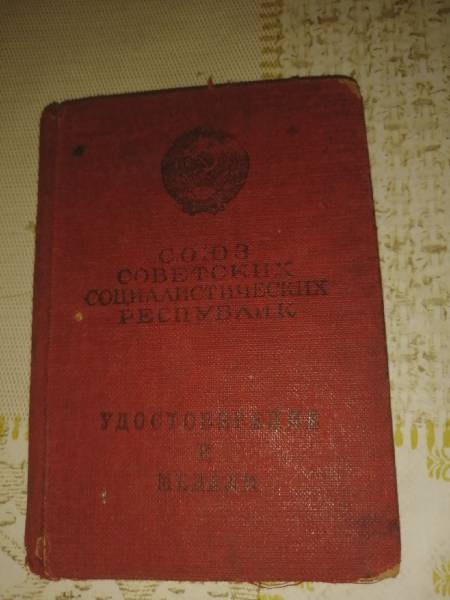 СОЮЗ
СОВЕТСКИХ
СОЦИАЛИСТИЧЕСКИХ
РЕСПУБЛИК
УДОСТОВЕРЕНИЕ
К
МЕДАЛИ